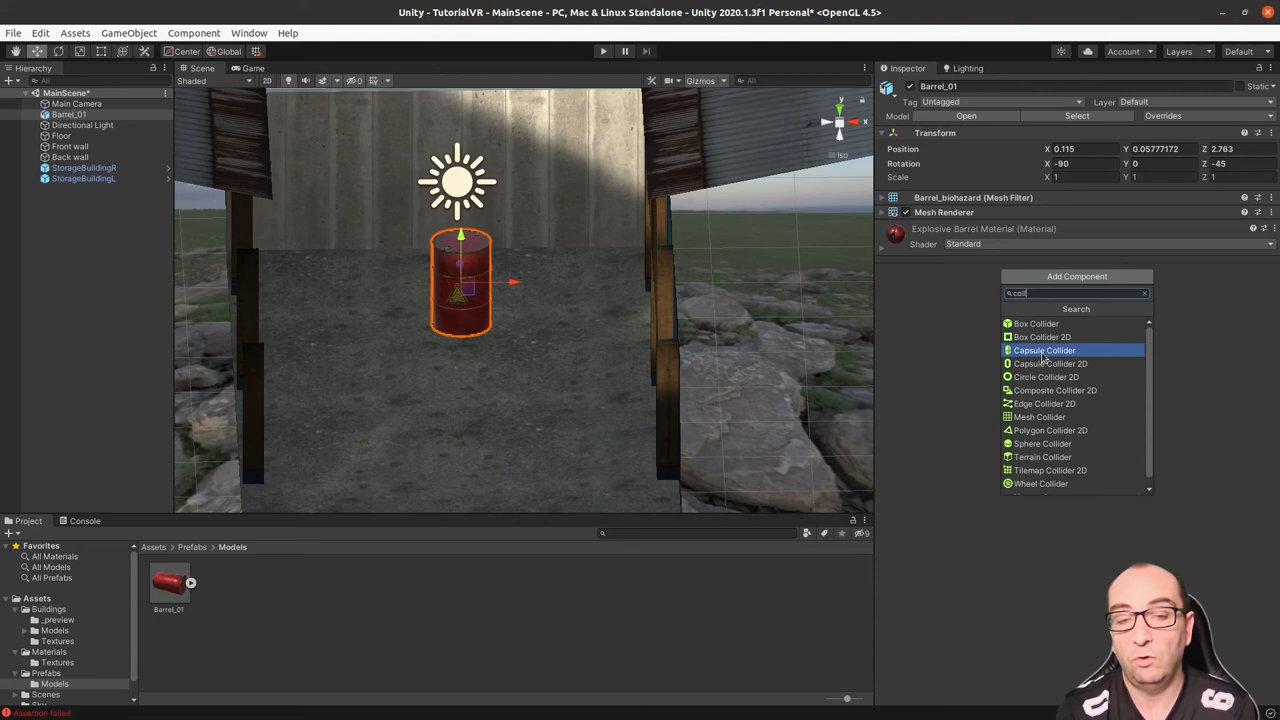 Unity - TutorialVR - MainScene - PC, Mac & Linux Standalone - Unity 2020.1.3f1 Personal* <OpenGL 4.5>
File Edit Assets GameObject Component Window Help
Center Global Account Layers Default
Hierarchy
All
MainScene*
Main Camera
Barrel_01
Directional Light
Floor
Front wall
Back wall
StorageBuildingR
StorageBuildingL
Scene Game
Shaded 2D 0 Gizmos All
y
x
Iso
Inspector Lighting
Barrel_01 Static
Tag Untagged Layer Default
Model Open Select Overrides
Transform
Position X 0.115 Y 0.05777172 Z 2.763
Rotation X -90 Y 0 Z -45
Scale X 1 Y 1 Z 1
Barrel_biohazard (Mesh Filter)
Mesh Renderer
Explosive Barrel Material (Material)
Shader Standard
Add Component
coll
Search
Box Collider
Box Collider 2D
Capsule Collider
Capsule Collider 2D
Circle Collider 2D
Composite Collider 2D
Edge Collider 2D
Mesh Collider
Polygon Collider 2D
Sphere Collider
Terrain Collider
Tilemap Collider 2D
Wheel Collider
Project Console
9
Favorites
All Materials
All Models
All Prefabs
Assets
Buildings
_preview
Models
Textures
Materials
Textures
Prefabs
Models
Scenes
Assets Prefabs Models
Barrel_01
Assertion failed